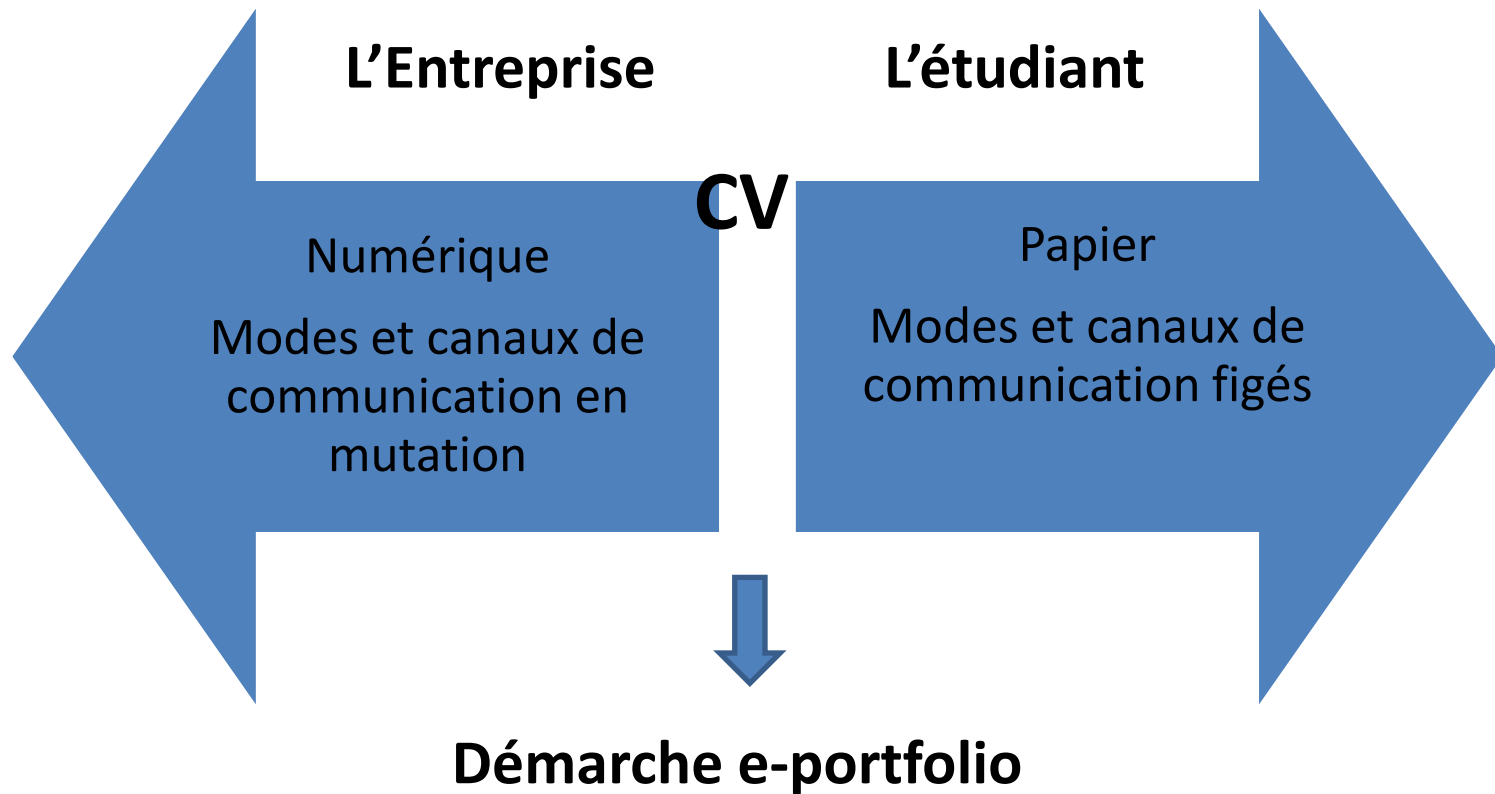 L’Entreprise
L’étudiant
CV
Numérique
Modes et canaux de
communication en
mutation
Papier
Modes et canaux de
communication figés
Démarche e-portfolio